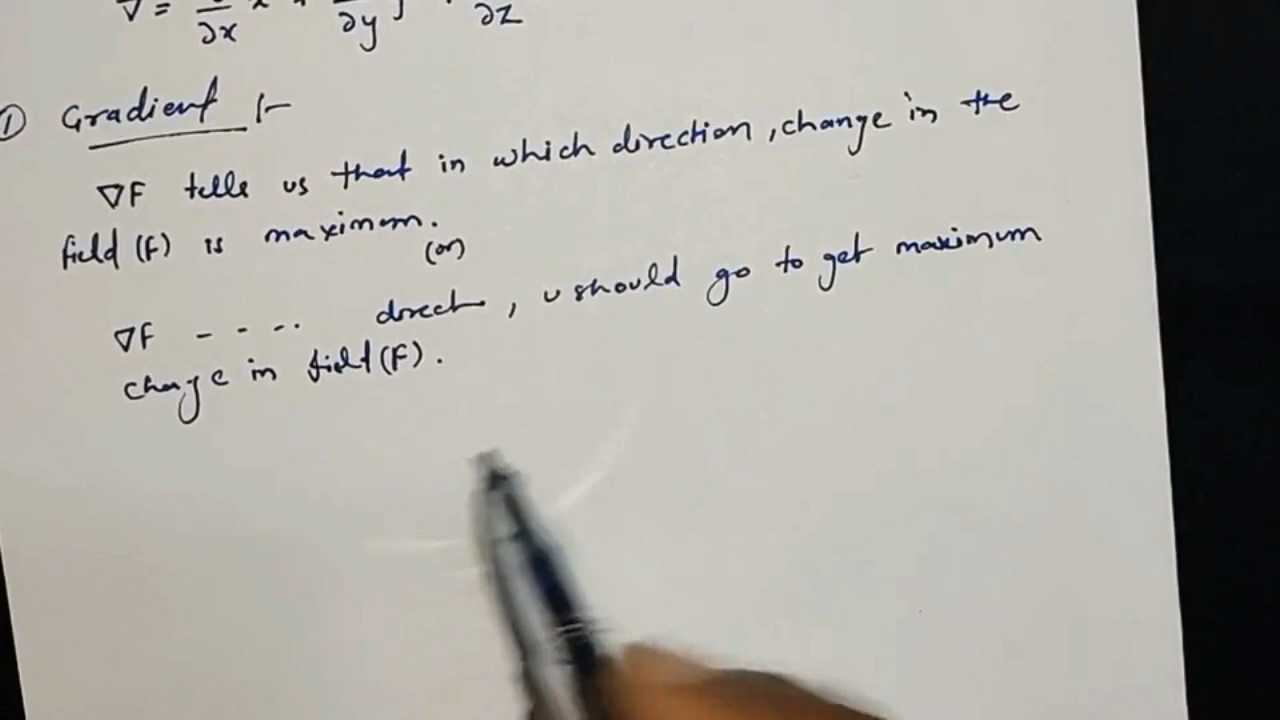 ∇ = ∂/∂x x + ∂/∂y j ∂z
① Gradient :-
∇F tells us that in which direction, change in the
field (F) is maximum.
(or)
∇F - - - .. direct , u should go to get maximum
change in field (F).